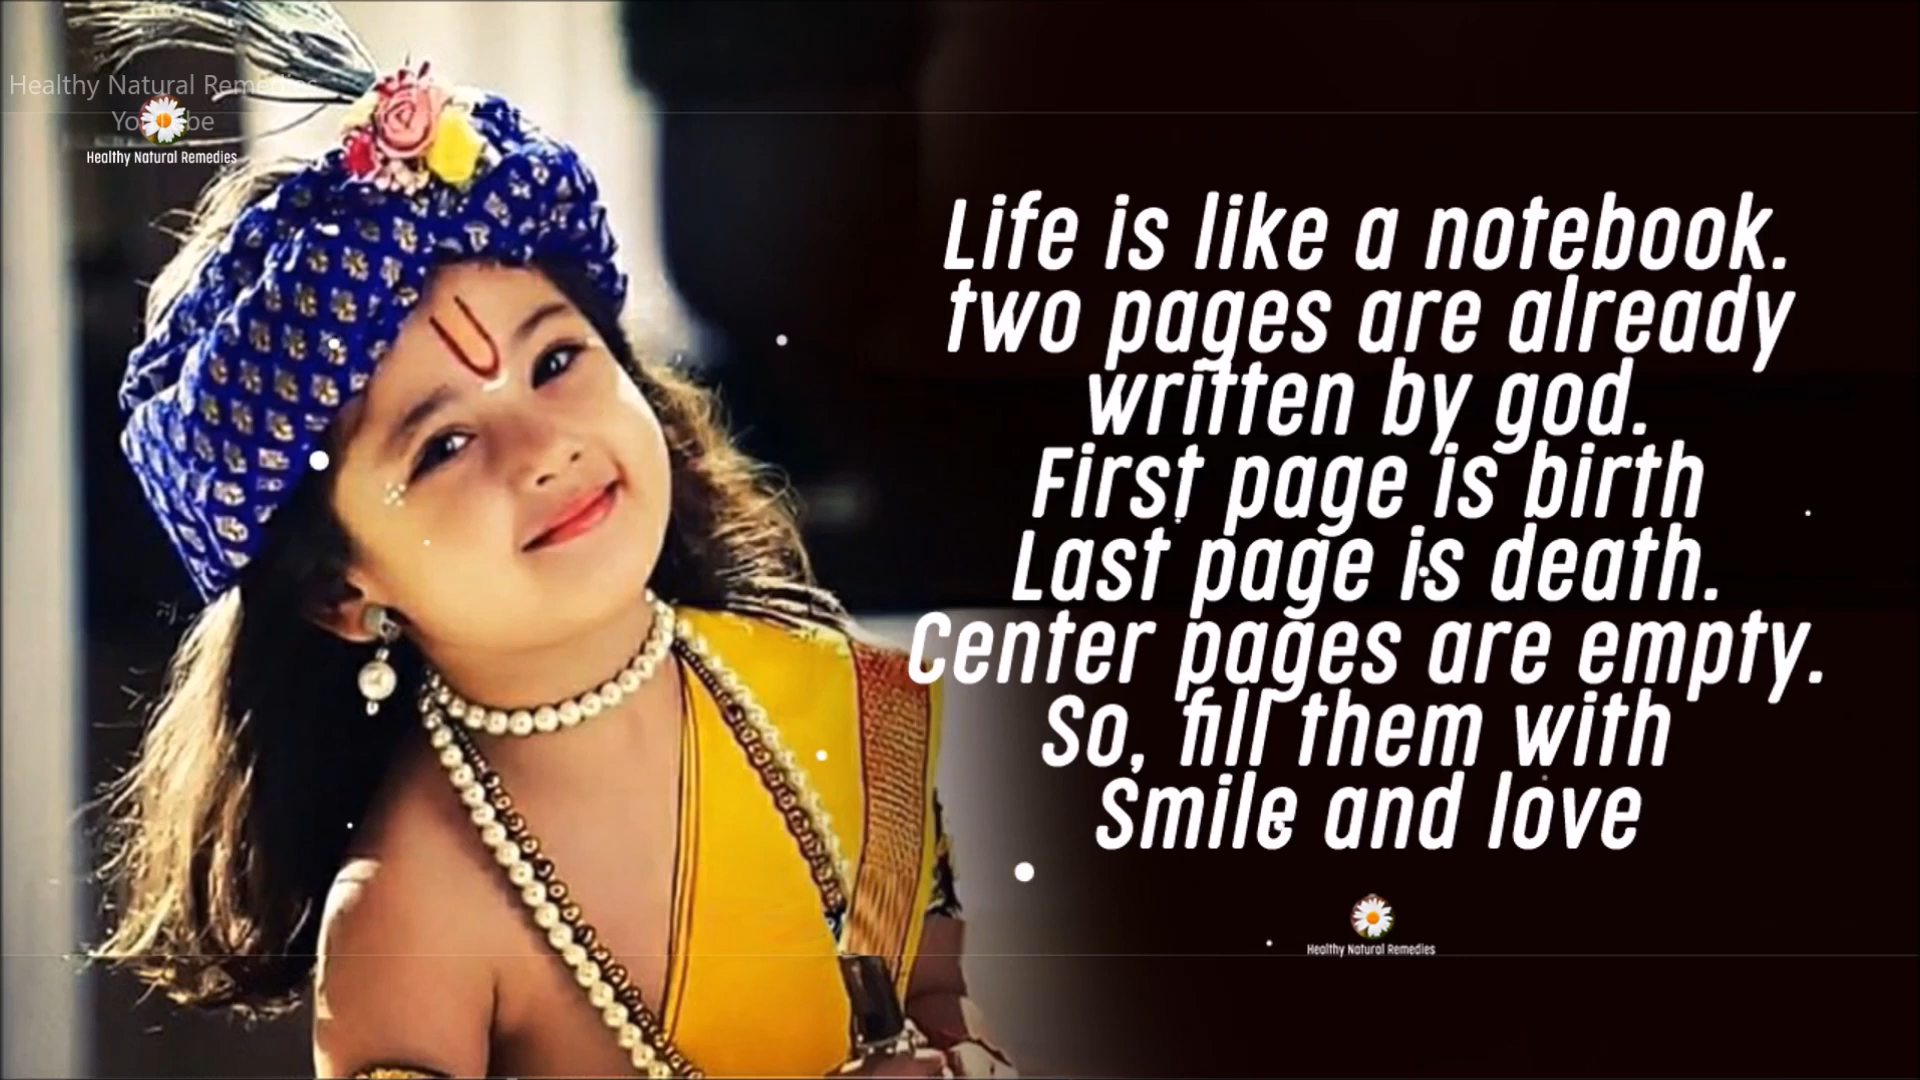 Healthy Natural Remedies
YouTube
Healthy Natural Remedies
Life is like a notebook.
two pages are already
written by god.
First page is birth
Last page is death.
Center pages are empty.
So, fill them with
Smile and love
Healthy Natural Remedies